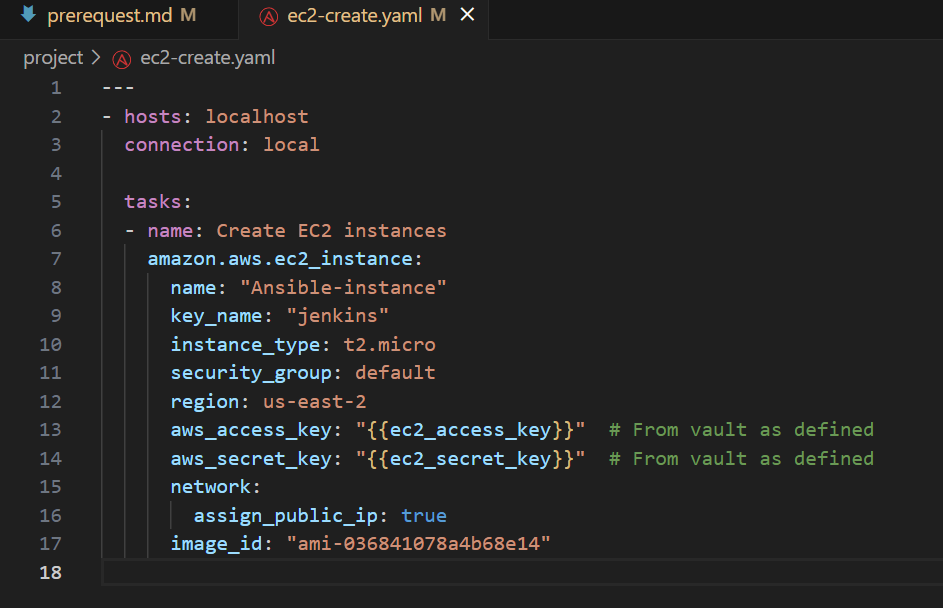 prerequest.md M
ec2-create.yaml M
project > ec2-create.yaml
1 ---
2 - hosts: localhost
3   connection: local
4
5   tasks:
6   - name: Create EC2 instances
7     amazon.aws.ec2_instance:
8       name: "Ansible-instance"
9       key_name: "jenkins"
10       instance_type: t2.micro
11       security_group: default
12       region: us-east-2
13       aws_access_key: "{{ec2_access_key}}"  # From vault as defined
14       aws_secret_key: "{{ec2_secret_key}}"  # From vault as defined
15       network:
16         assign_public_ip: true
17       image_id: "ami-036841078a4b68e14"
18